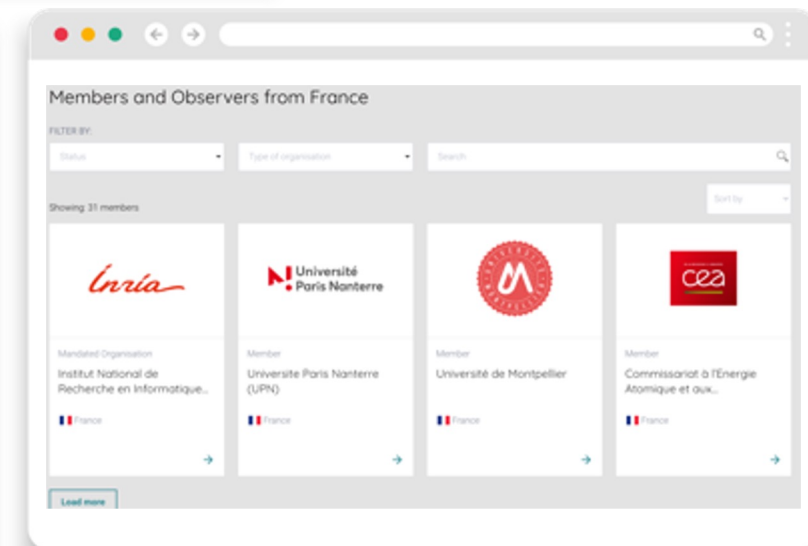 Members and Observers from France
FILTER BY:
Status
Type of organisation
Search
Sort by
Showing 31 members
Inria
Université
Paris Nanterre
UNIVERSITÉ
MONTPELLIER
cea
Mandated Organisation
Institut National de
Recherche en Informatique...
France
Member
Universite Paris Nanterre
(UPN)
France
Member
Université de Montpellier
France
Member
Commissariat à l'Energie
Atomique et aux...
France
Load more